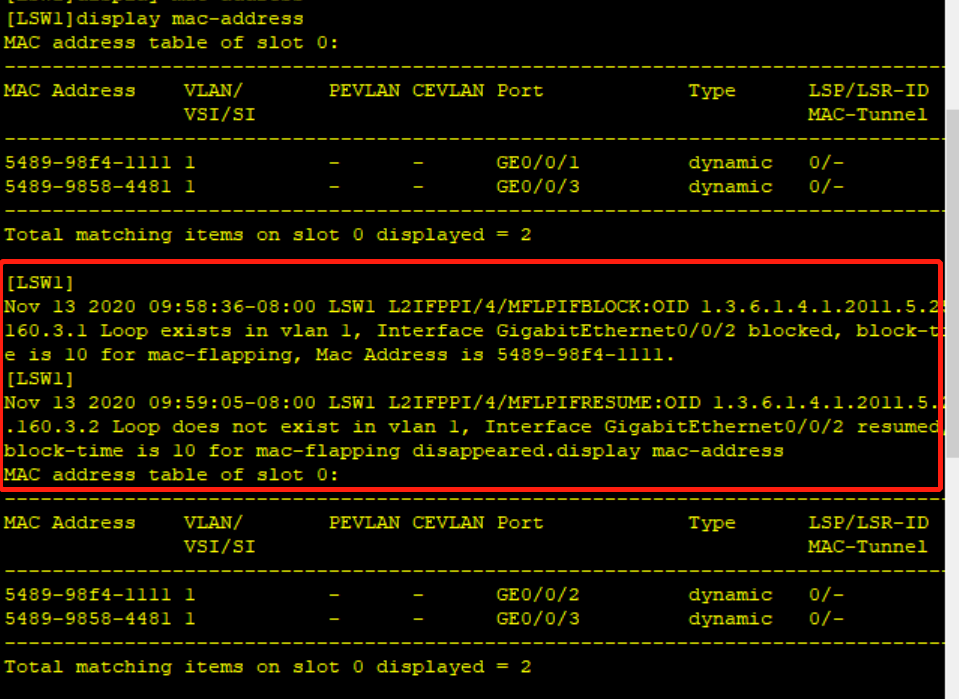 [LSW1]display mac-address
MAC address table of slot 0:
-------------------------------------------------------------------------------
MAC Address    VLAN/       PEVLAN CEVLAN Port            Type      LSP/LSR-ID
               VSI/SI                                              MAC-Tunnel
-------------------------------------------------------------------------------
5489-98f4-1111 1           -      -      GE0/0/1         dynamic   0/-
5489-9858-4481 1           -      -      GE0/0/3         dynamic   0/-
-------------------------------------------------------------------------------
Total matching items on slot 0 displayed = 2
[LSW1]
Nov 13 2020 09:58:36-08:00 LSW1 L2IFPPI/4/MFLPIFBLOCK:OID 1.3.6.1.4.1.2011.5.2
160.3.1 Loop exists in vlan 1, Interface GigabitEthernet0/0/2 blocked, block-t
e is 10 for mac-flapping, Mac Address is 5489-98f4-1111.
[LSW1]
Nov 13 2020 09:59:05-08:00 LSW1 L2IFPPI/4/MFLPIFRESUME:OID 1.3.6.1.4.1.2011.5.
.160.3.2 Loop does not exist in vlan 1, Interface GigabitEthernet0/0/2 resumed,
block-time is 10 for mac-flapping disappeared.display mac-address
MAC address table of slot 0:
-------------------------------------------------------------------------------
MAC Address    VLAN/       PEVLAN CEVLAN Port            Type      LSP/LSR-ID
               VSI/SI                                              MAC-Tunnel
-------------------------------------------------------------------------------
5489-98f4-1111 1           -      -      GE0/0/2         dynamic   0/-
5489-9858-4481 1           -      -      GE0/0/3         dynamic   0/-
-------------------------------------------------------------------------------
Total matching items on slot 0 displayed = 2